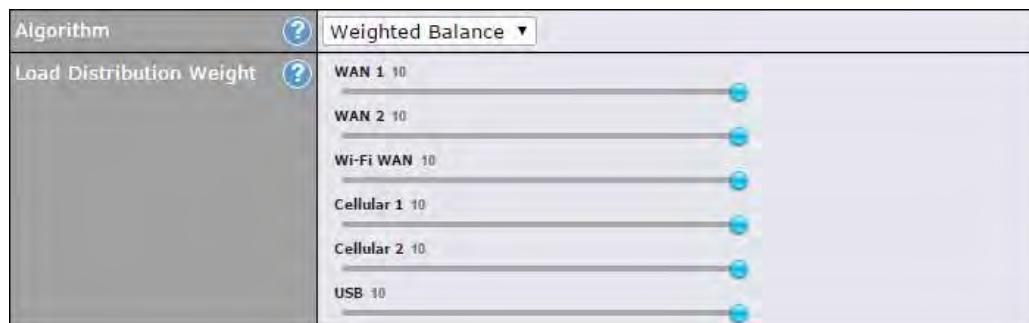 Algorithm ? Weighted Balance ▼
Load Distribution Weight ?
WAN 1 10
WAN 2 10
Wi-Fi WAN 10
Cellular 1 10
Cellular 2 10
USB 10